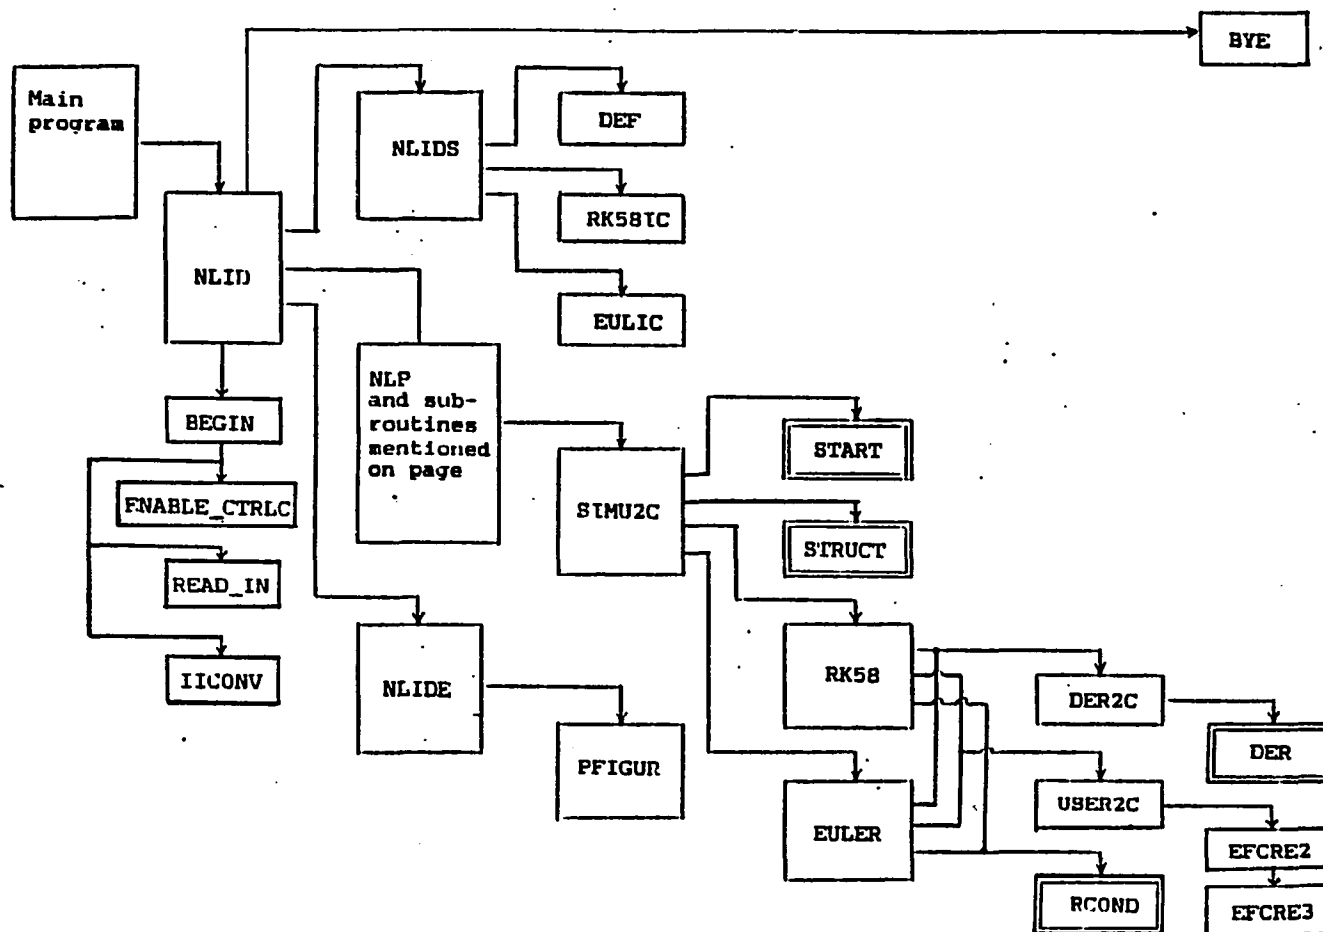 BYE
Main
program
NLIDS
DEF
RK58IC
EULIC
NLID
NLP
and sub-
routines
mentioned
on page
BEGIN
ENABLE_CTRLC
READ_IN
IICONV
SIMU2C
START
STRUCT
NLIDE
PFIGUR
RK58
EULER
DER2C
DER
USER2C
EFCRE2
RCOND
EFCRE3